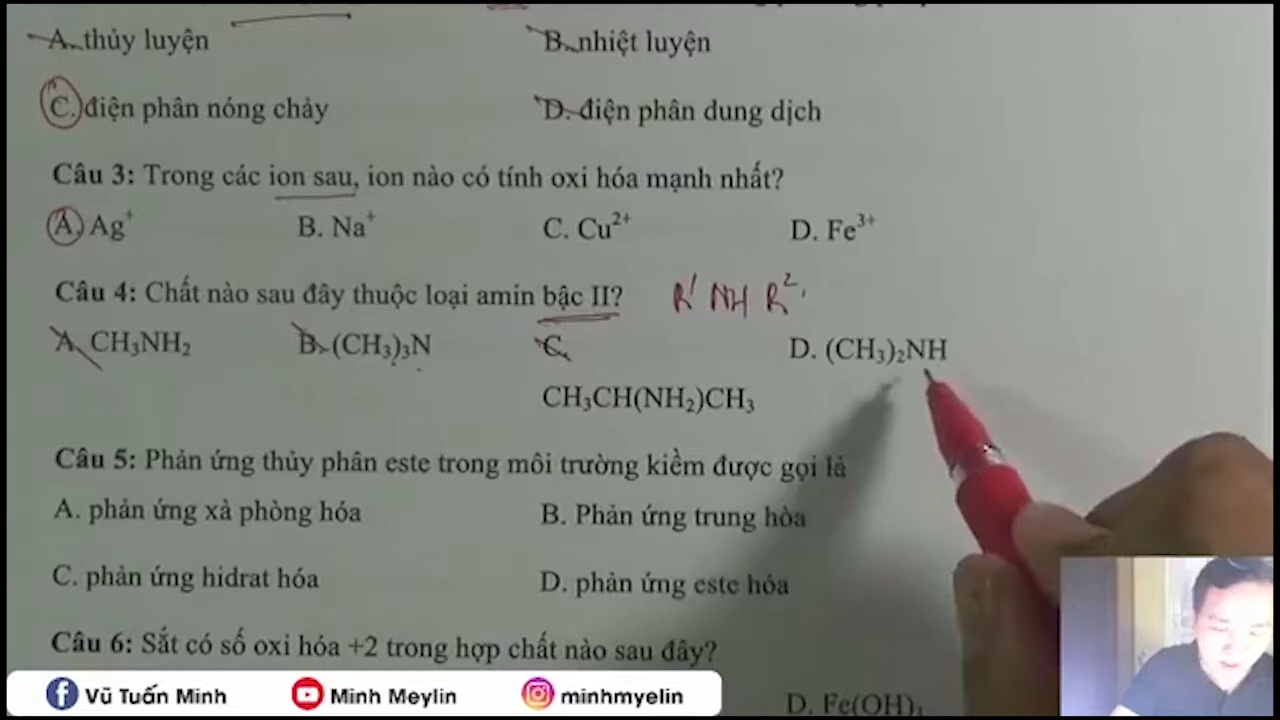 A. thủy luyện B. nhiệt luyện
C. điện phân nóng chảy D. điện phân dung dịch
Câu 3: Trong các ion sau, ion nào có tính oxi hóa mạnh nhất?
A. Ag⁺ B. Na⁺ C. Cu²⁺ D. Fe³⁺
Câu 4: Chất nào sau đây thuộc loại amin bậc II? R¹ NH R²
A. CH₃NH₂ B. (CH₃)₃N C. D. (CH₃)₂NH
CH₃CH(NH₂)CH₃
Câu 5: Phản ứng thủy phân este trong môi trường kiềm được gọi là
A. phản ứng xà phòng hóa B. Phản ứng trung hòa
C. phản ứng hidrat hóa D. phản ứng este hóa
Câu 6: Sắt có số oxi hóa +2 trong hợp chất nào sau đây?
D. Fe(OH)₃
Vũ Tuấn Minh Minh Meylin minhmyelin